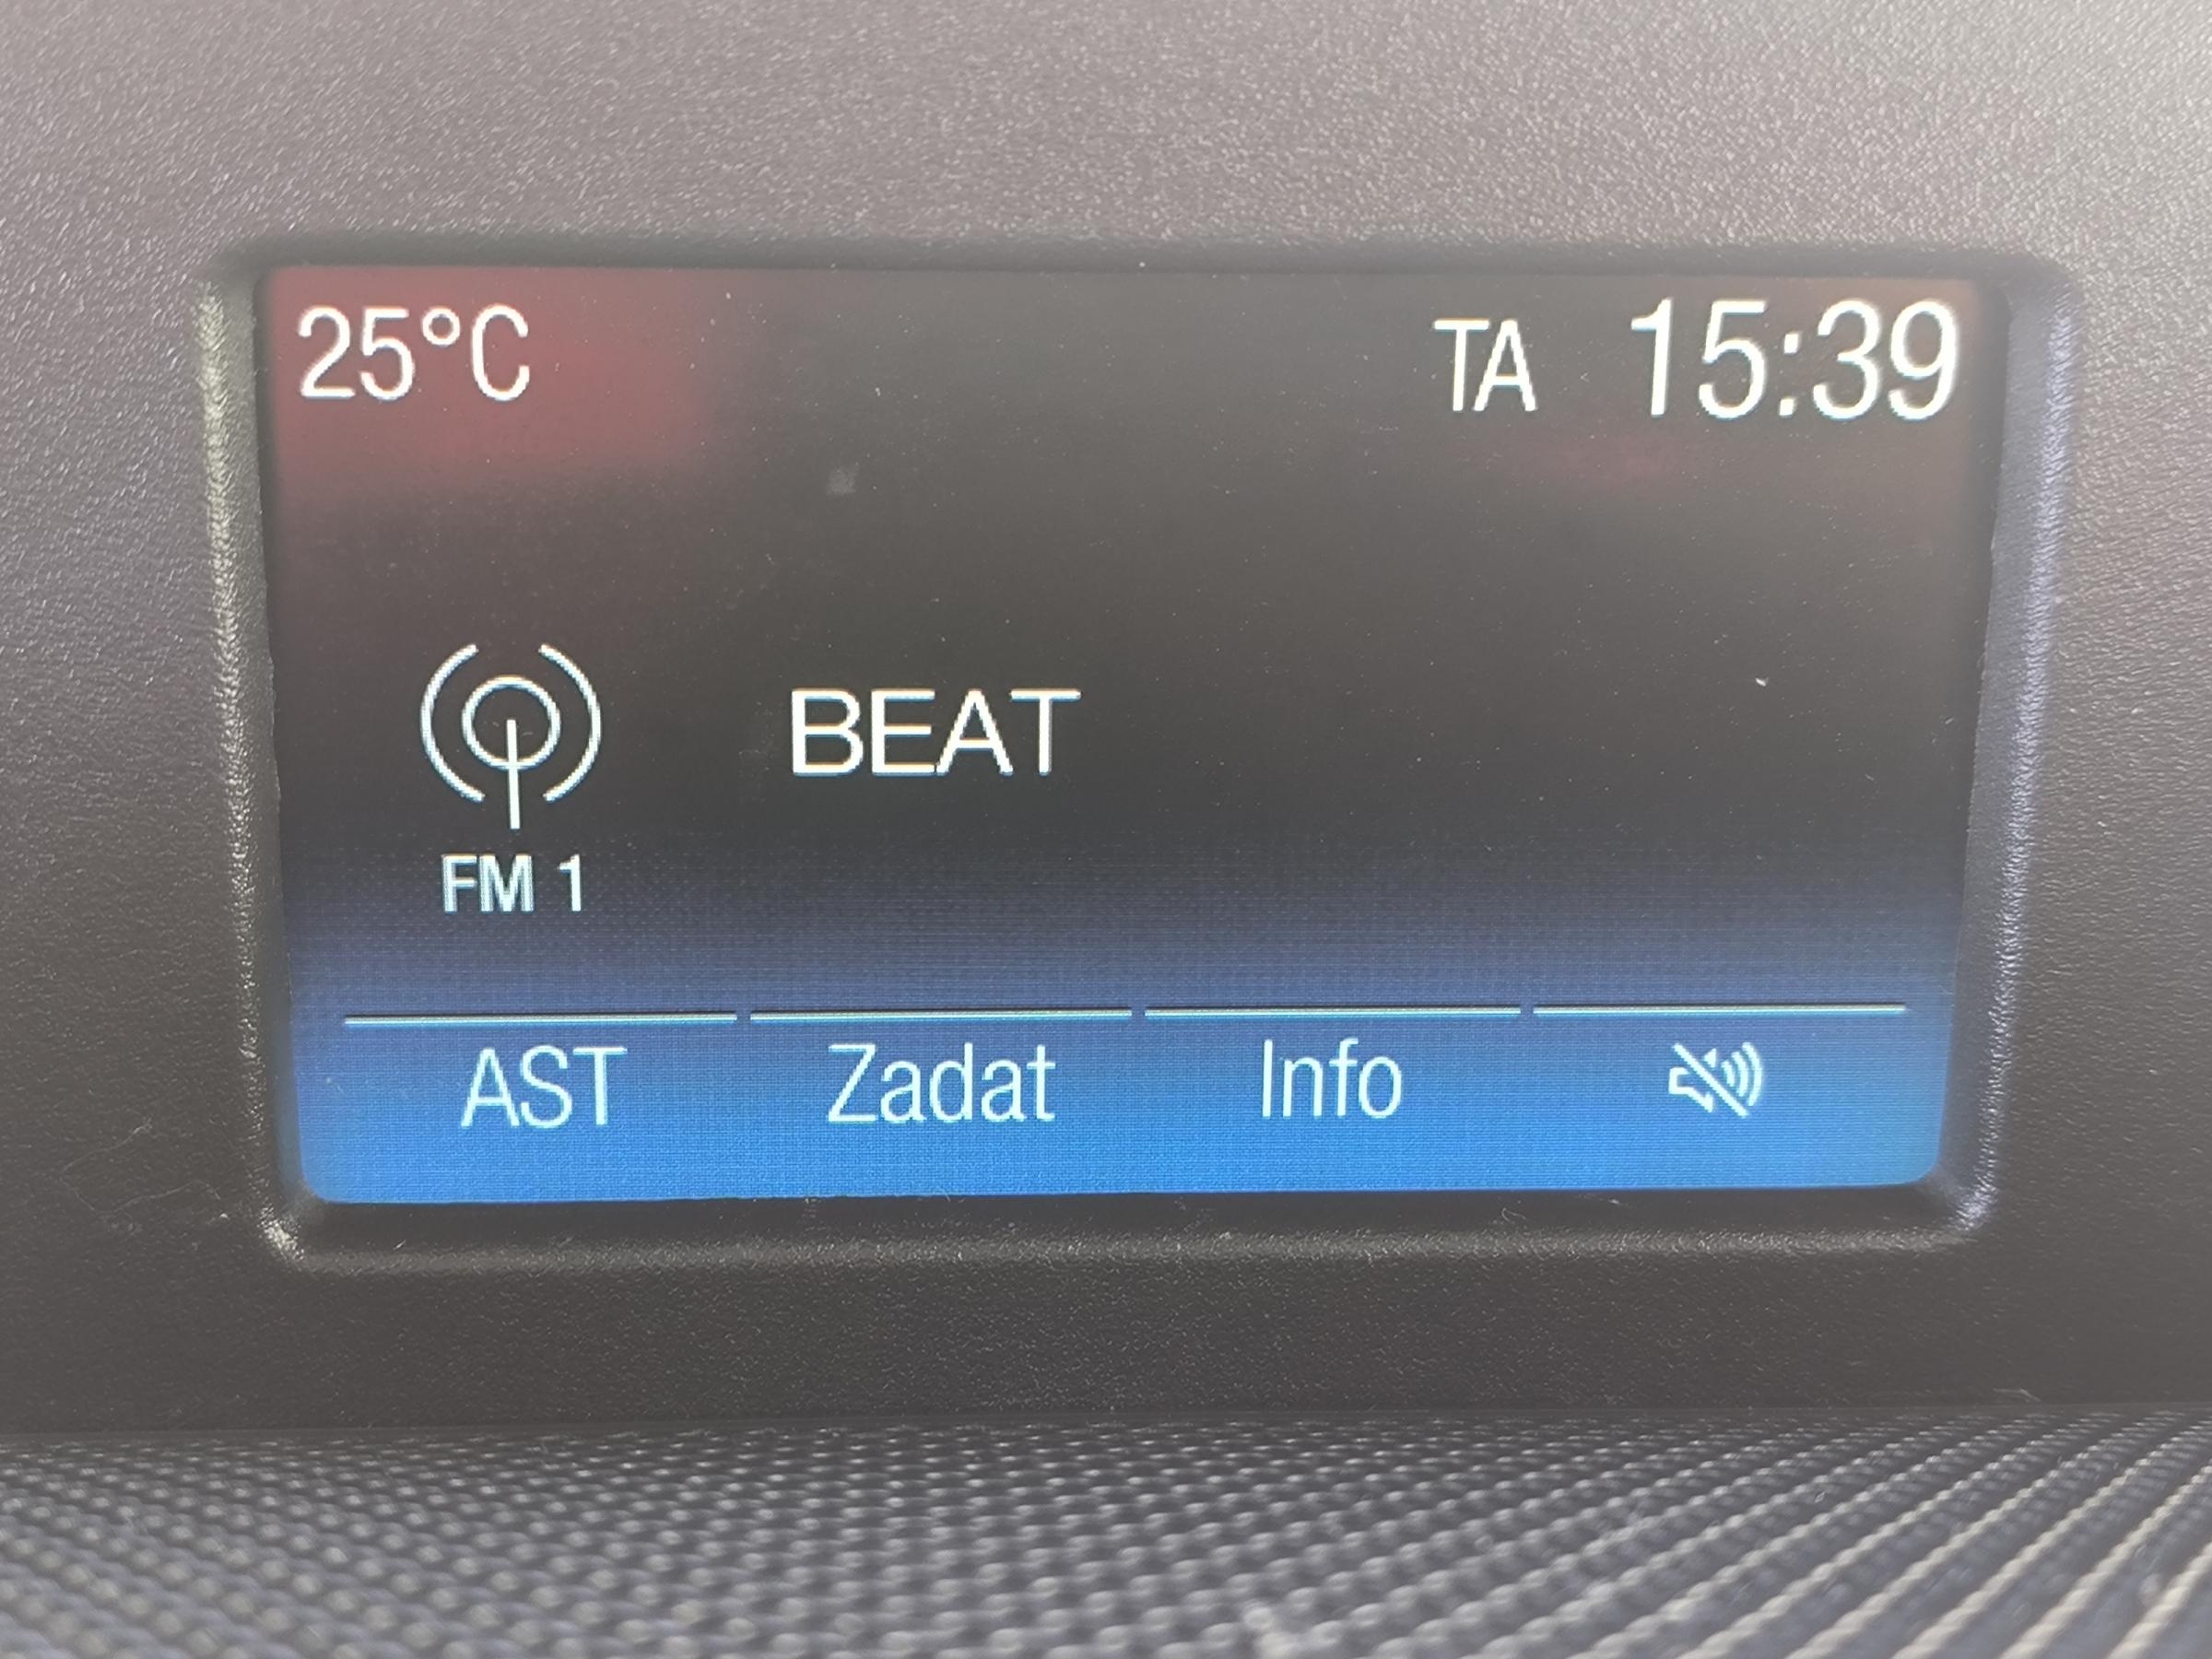 25°C TA 15:39
BEAT
FM 1
AST Zadat Info